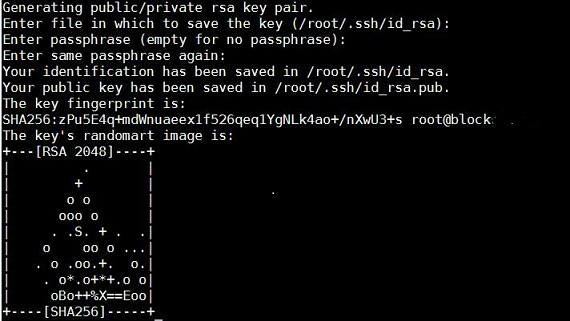 Generating public/private rsa key pair.
Enter file in which to save the key (/root/.ssh/id_rsa):
Enter passphrase (empty for no passphrase):
Enter same passphrase again:
Your identification has been saved in /root/.ssh/id_rsa.
Your public key has been saved in /root/.ssh/id_rsa.pub.
The key fingerprint is:
SHA256:zPu5E4q+mdWnuaeex1f526qeq1YgNLk4ao+/nXwU3+s root@block
The key's randomart image is:
+---[RSA 2048]----+
|          .      |
|         +       |
|        o o      |
|       ooo o     |
|      . .S. + .  .|
|     o    oo o ...|
|    . o .oo.+.  o.|
|     . o*.o+*+.o o|
|      oBo++%X==Eoo|
+----[SHA256]-----+